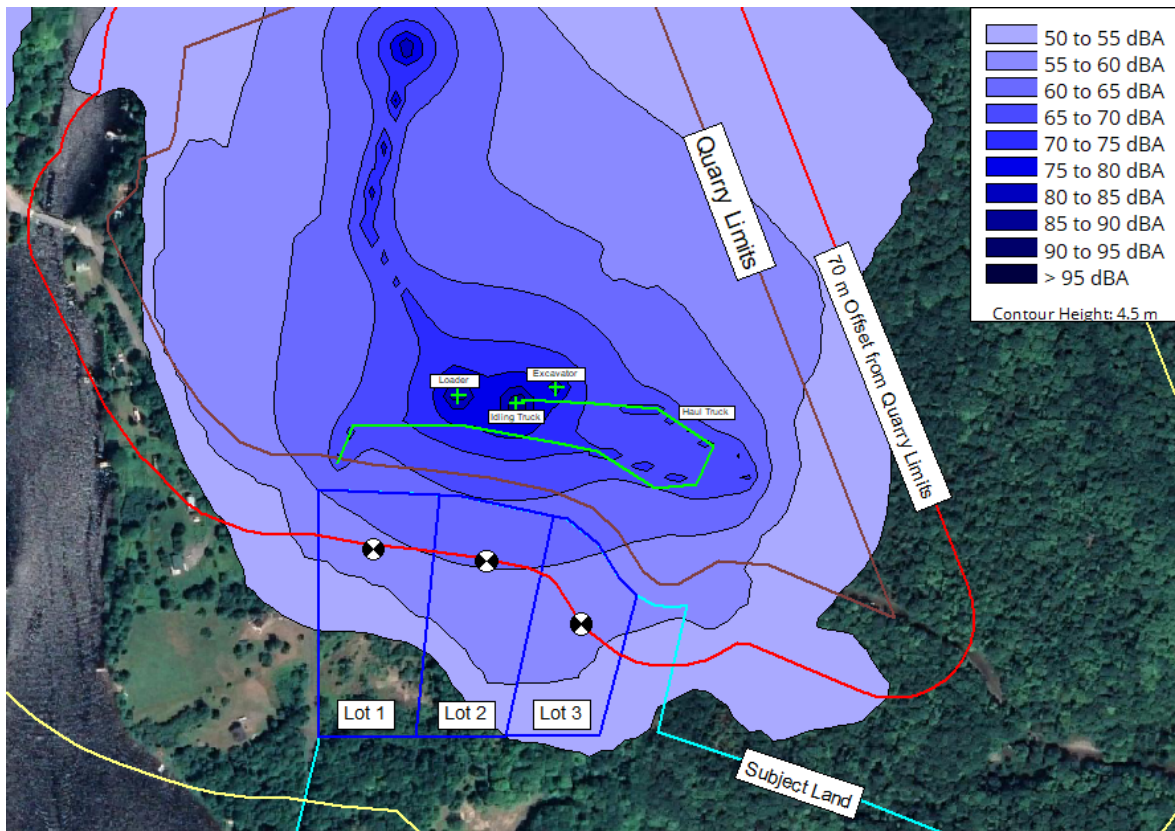 50 to 55 dBA
55 to 60 dBA
60 to 65 dBA
65 to 70 dBA
70 to 75 dBA
75 to 80 dBA
80 to 85 dBA
85 to 90 dBA
90 to 95 dBA
> 95 dBA
Contour Height: 4.5 m
Quarry Limits
70 m Offset from Quarry Limits
Loader
Excavator
Idling Truck
Haul Truck
Lot 1
Lot 2
Lot 3
Subject Land